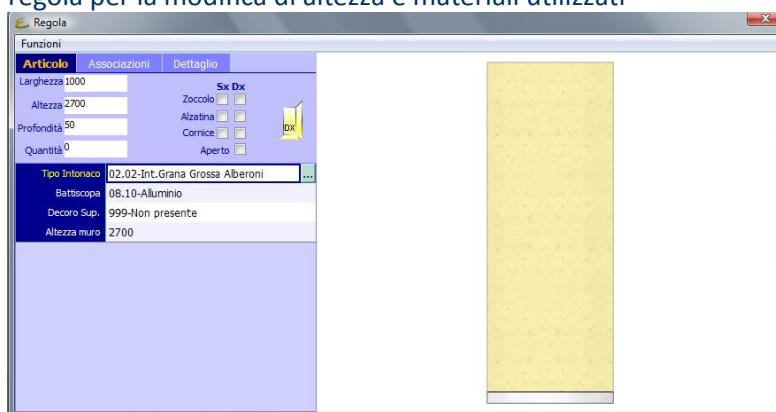 regola per la modifica di altezza e materiali utilizzati
Regola
Funzioni
Articolo Associazioni Dettaglio
Larghezza 1000
Sx Dx
Altezza 2700
Zoccolo
Alzatina
Profondità 50
Cornice
DX
Quantità 0
Aperto
Tipo Intonaco 02.02-Int.Grana Grossa Alberoni ...
Battiscopa 08.10-Alluminio
Decoro Sup. 999-Non presente
Altezza muro 2700